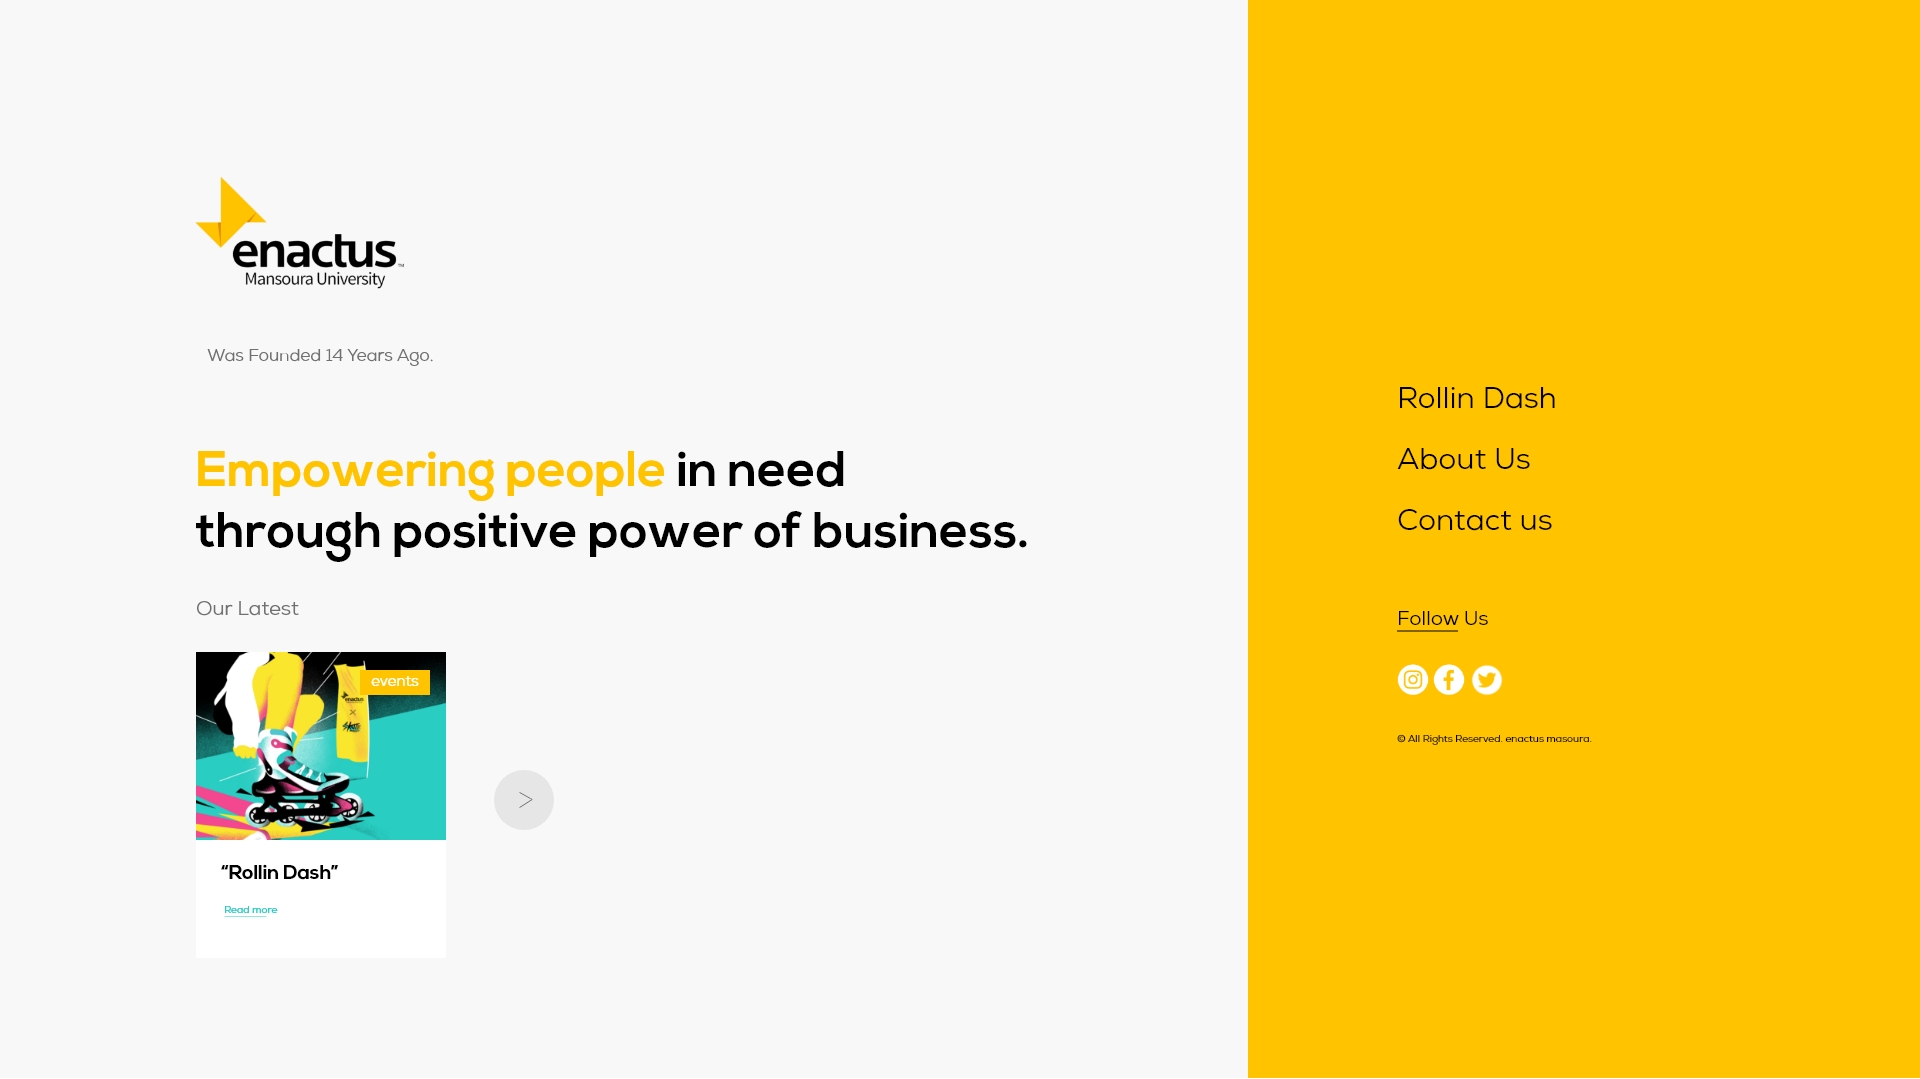 enactus
Mansoura University
Was Founded 14 Years Ago.
Empowering people in need
through positive power of business.
Our Latest
events
enactus
“Rollin Dash”
Read more
>
Rollin Dash
About Us
Contact us
Follow Us
© All Rights Reserved. enactus masoura.